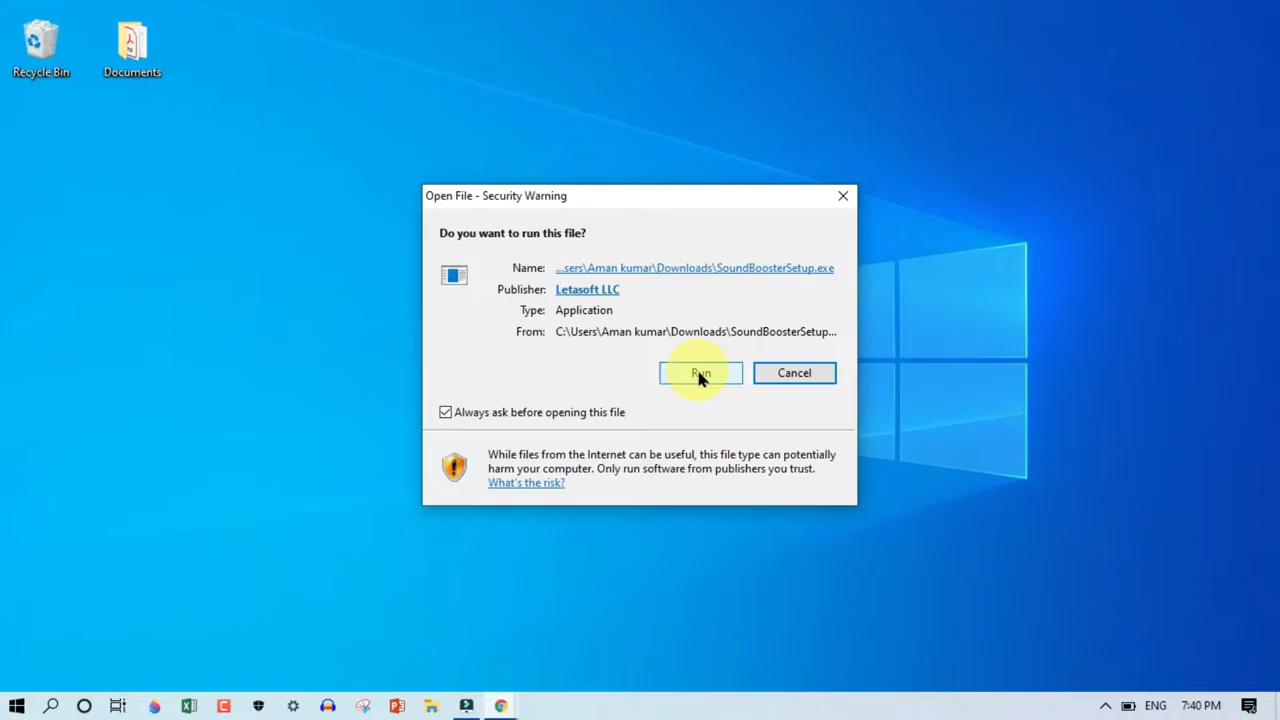 Recycle Bin
Documents
Open File - Security Warning
Do you want to run this file?
Name: ...sers\Aman kumar\Downloads\SoundBoosterSetup.exe
Publisher: Letasoft LLC
Type: Application
From: C:\Users\Aman kumar\Downloads\SoundBoosterSetup...
Run Cancel
Always ask before opening this file
While files from the Internet can be useful, this file type can potentially
harm your computer. Only run software from publishers you trust.
What's the risk?
ENG 7:40 PM